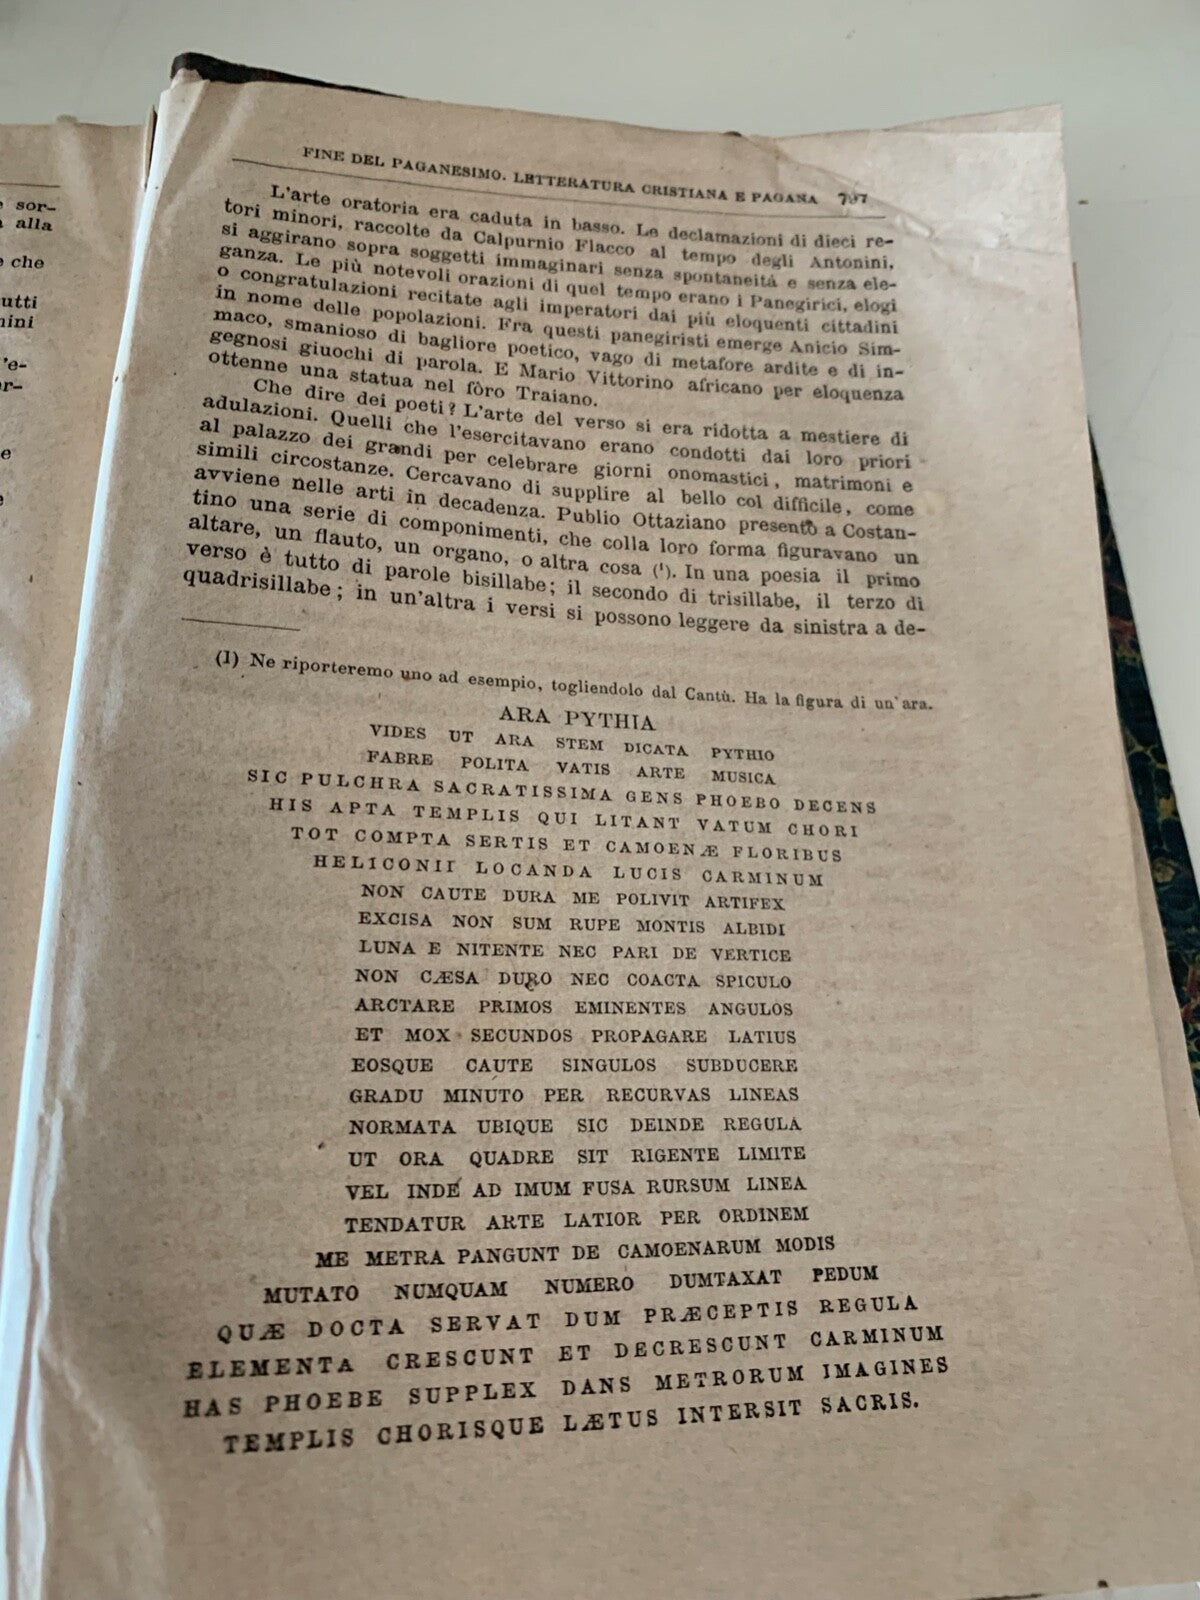 sor-
alla
che
utti
nini
'e-
er-
e
e
FINE DEL PAGANESIMO. LETTERATURA CRISTIANA E PAGANA 797
L'arte oratoria era caduta in basso. Le declamazioni di dieci re-
tori minori, raccolte da Calpurnio Flacco al tempo degli Antonini,
si aggirano sopra soggetti immaginari senza spontaneità e senza ele-
ganza. Le più notevoli orazioni di quel tempo erano i Panegirici, elogi
o congratulazioni recitate agli imperatori dai più eloquenti cittadini
in nome delle popolazioni. Fra questi panegiristi emerge Anicio Sim-
maco, smanioso di bagliore poetico, vago di metafore ardite e di in-
gegnosi giuochi di parola. E Mario Vittorino africano per eloquenza
ottenne una statua nel fôro Traiano.
Che dire dei poeti? L'arte del verso si era ridotta a mestiere di
adulazioni. Quelli che l'esercitavano erano condotti dai loro priori
al palazzo dei grandi per celebrare giorni onomastici, matrimoni e
simili circostanze. Cercavano di supplire al bello col difficile, come
avviene nelle arti in decadenza. Publio Ottaziano presentò a Costan-
tino una serie di componimenti, che colla loro forma figuravano un
altare, un flauto, un organo, o altra cosa (¹). In una poesia il primo
verso è tutto di parole bisillabe; il secondo di trisillabe, il terzo di
quadrisillabe; in un'altra i versi si possono leggere da sinistra a de-
(1) Ne riporteremo uno ad esempio, togliendolo dal Cantù. Ha la figura di un'ara.
ARA PYTHIA
VIDES UT ARA STEM DICATA PYTHIO
FABRE POLITA VATIS ARTE MUSICA
SIC PULCHRA SACRATISSIMA GENS PHOEBO DECENS
HIS APTA TEMPLIS QUI LITANT VATUM CHORI
TOT COMPTA SERTIS ET CAMOENÆ FLORIBUS
HELICONII LOCANDA LUCIS CARMINUM
NON CAUTE DURA ME POLIVIT ARTIFEX
EXCISA NON SUM RUPE MONTIS ALBIDI
LUNA E NITENTE NEC PARI DE VERTICE
NON CÆSA DURO NEC COACTA SPICULO
ARCTARE PRIMOS EMINENTES ANGULOS
ET MOX SECUNDOS PROPAGARE LATIUS
EOSQUE CAUTE SINGULOS SUBDUCERE
GRADU MINUTO PER RECURVAS LINEAS
NORMATA UBIQUE SIC DEINDE REGULA
UT ORA QUADRE SIT RIGENTE LIMITE
VEL INDE AD IMUM FUSA RURSUM LINEA
TENDATUR ARTE LATIOR PER ORDINEM
ME METRA PANGUNT DE CAMOENARUM MODIS
MUTATO NUMQUAM NUMERO DUMTAXAT PEDUM
QUÆ DOCTA SERVAT DUM PRÆCEPTIS REGULA
ELEMENTA CRESCUNT ET DECRESCUNT CARMINUM
HAS PHOEBE SUPPLEX DANS METRORUM IMAGINES
TEMPLIS CHORISQUE LÆTUS INTERSIT SACRIS.